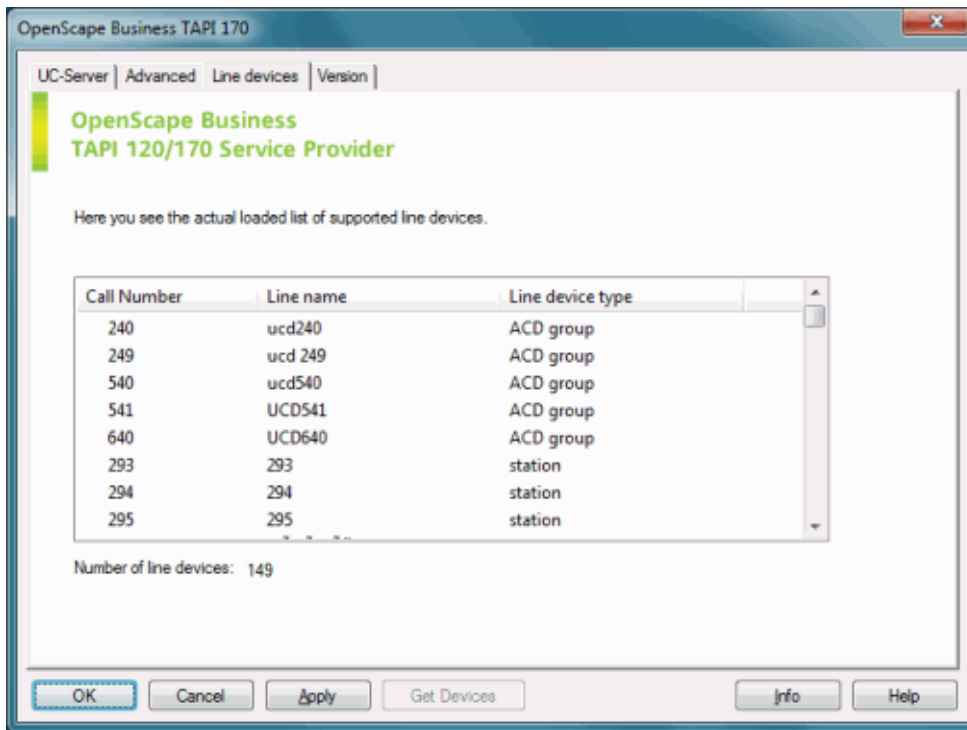 OpenScape Business TAPI 170
UC-Server Advanced Line devices Version
OpenScape Business
TAPI 120/170 Service Provider
Here you see the actual loaded list of supported line devices.
Call Number Line name Line device type
240 ucd240 ACD group
249 ucd 249 ACD group
540 ucd540 ACD group
541 UCD541 ACD group
640 UCD640 ACD group
293 293 station
294 294 station
295 295 station
Number of line devices: 149
OK Cancel Apply Get Devices Info Help